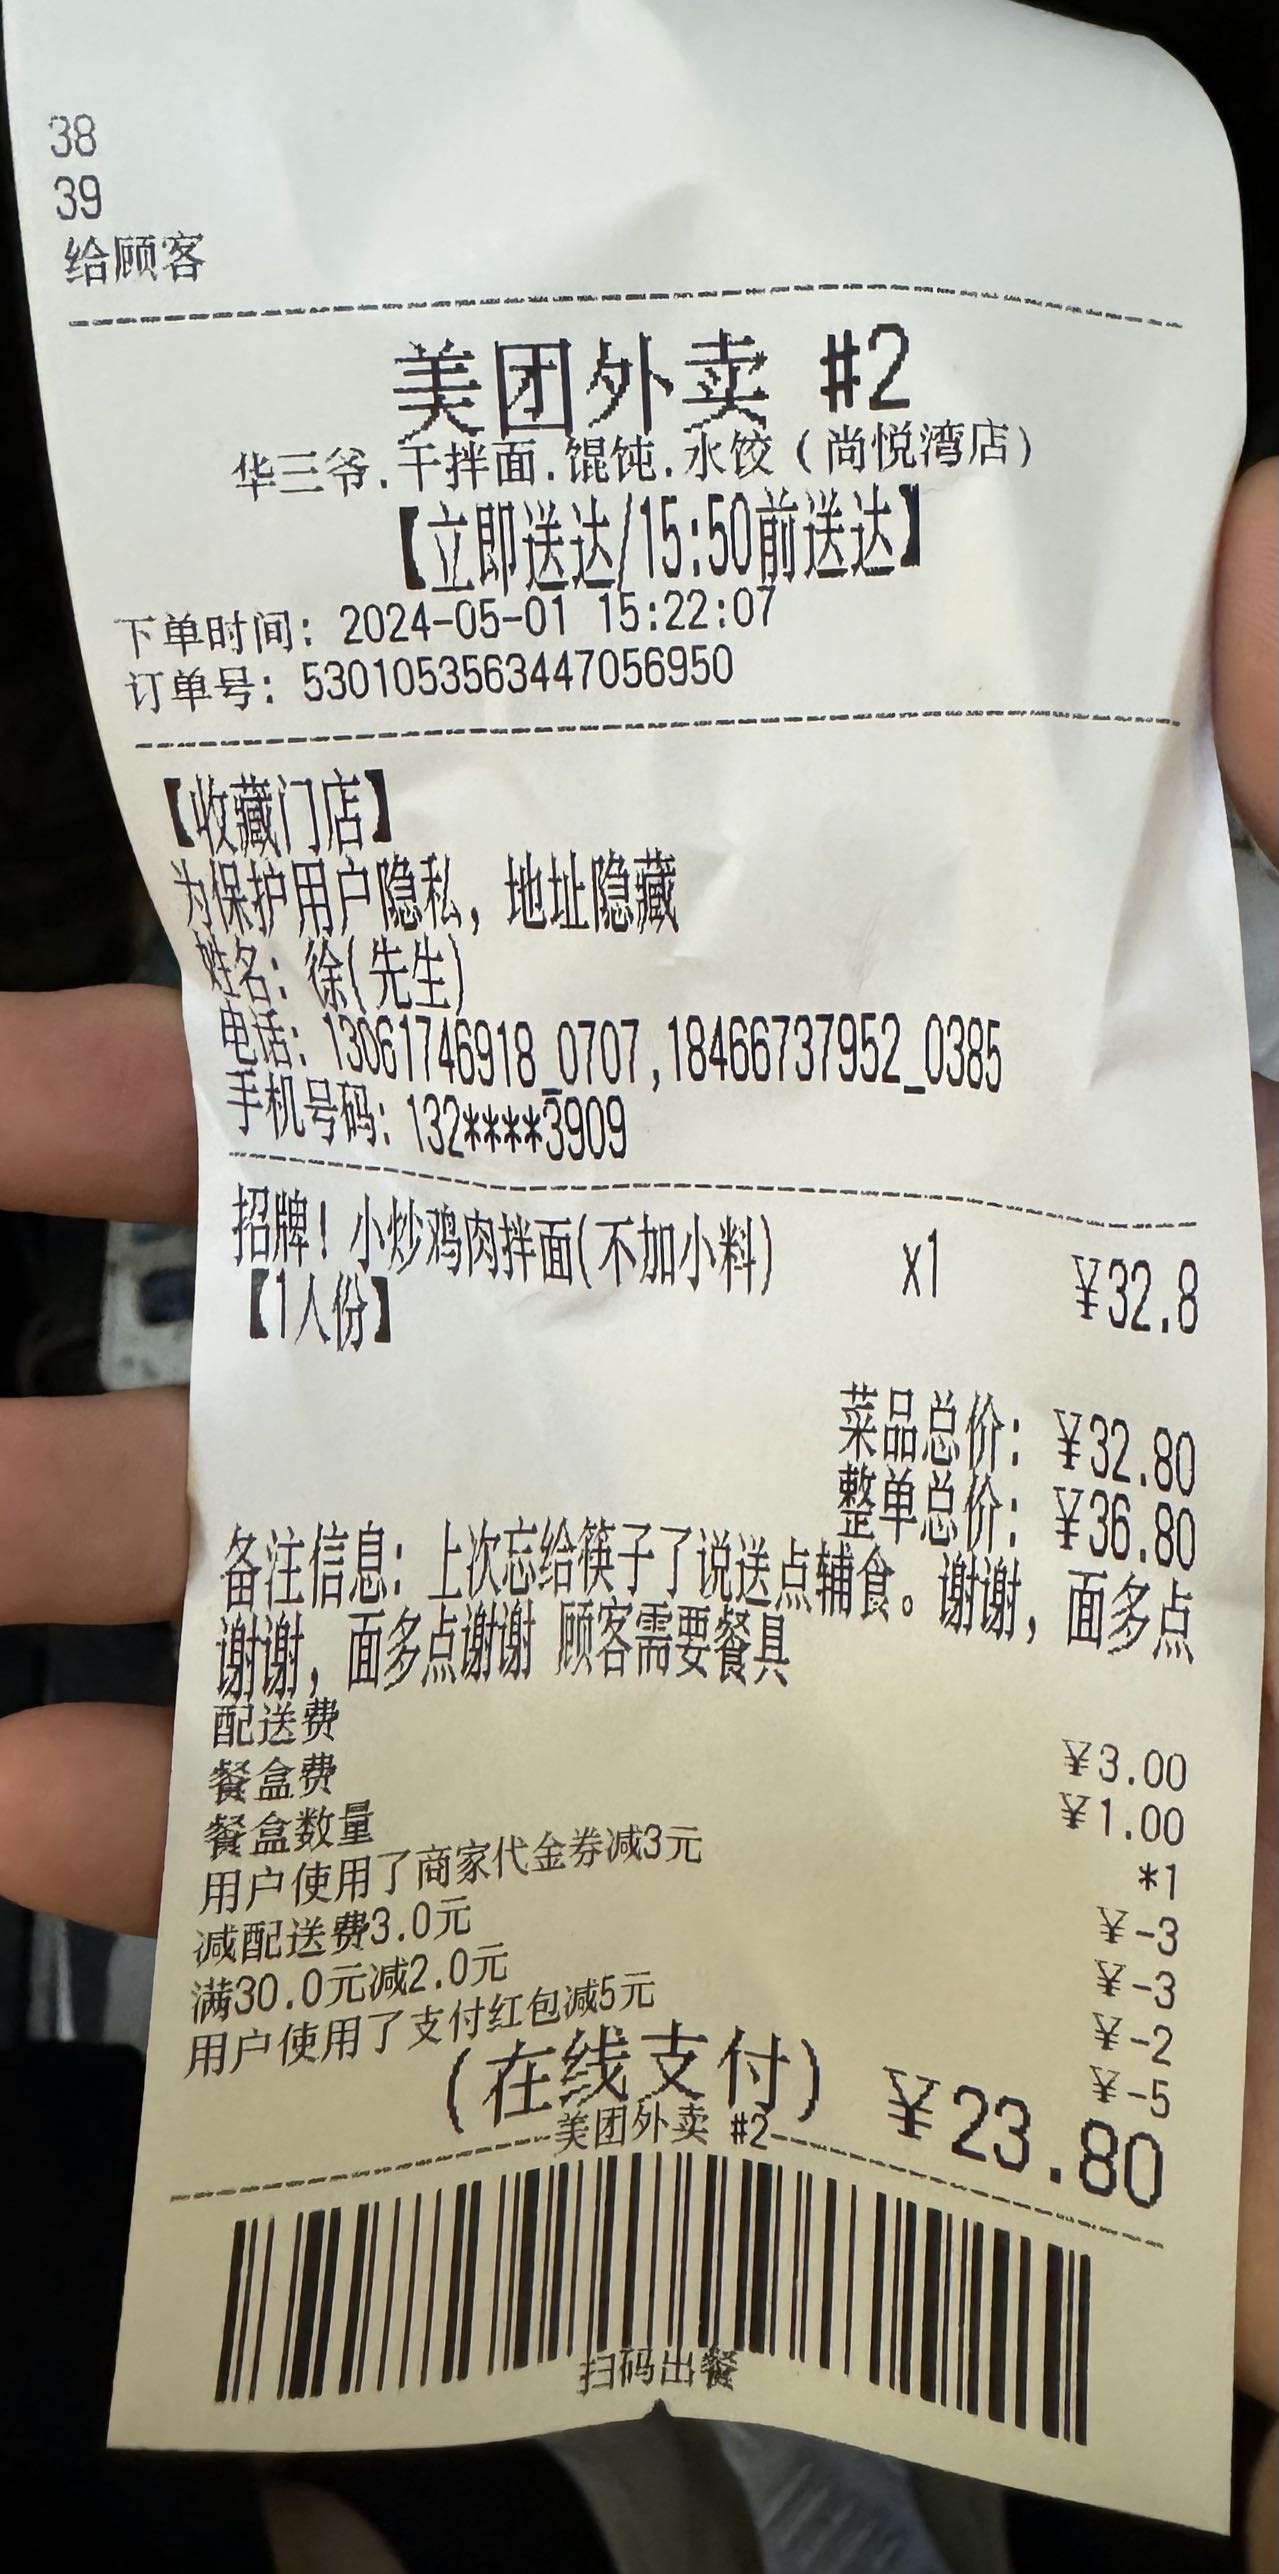 38
39
给顾客
美团外卖 #2
华三爷.干拌面.馄饨.水饺(尚悦湾店)
【立即送达/15:50前送达】
下单时间: 2024-05-01 15:22:07
订单号: 5301053563447056950
【收藏门店】
为保护用户隐私, 地址隐藏
姓名: 徐(先生)
电话: 13061746918_0707,18466737952_0385
手机号码: 132****3909
招牌! 小炒鸡肉拌面(不加小料) x1 ¥32.8
【1人份】
菜品总价: ¥32.80
整单总价: ¥36.80
备注信息: 上次忘给筷子了说送点辅食。谢谢, 面多点
谢谢, 面多点谢谢 顾客需要餐具
配送费 ¥3.00
餐盒费 ¥1.00
餐盒数量 *1
用户使用了商家代金券减3元 ¥-3
减配送费3.0元 ¥-3
满30.0元减2.0元 ¥-2
用户使用了支付红包减5元 ¥-5
(在线支付) ¥23.80
美团外卖 #2
扫码出餐